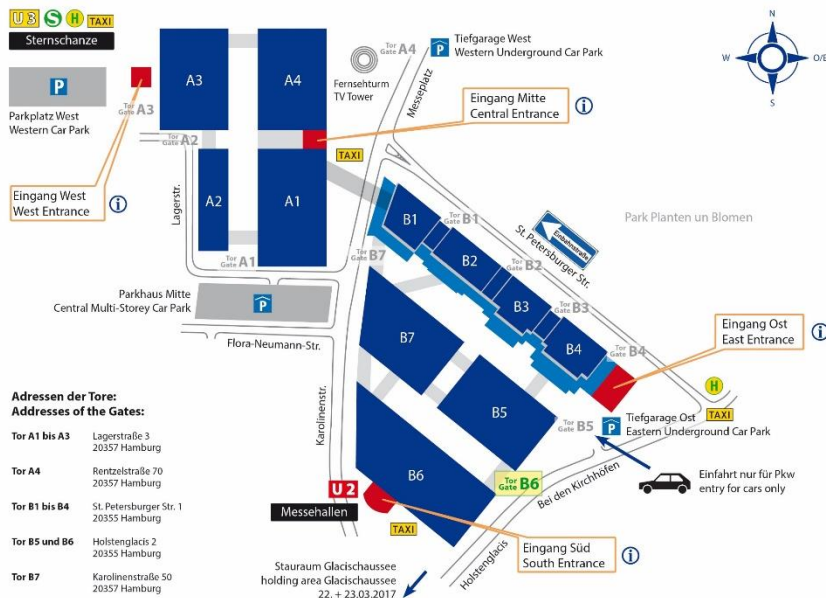 U3 S H TAXI
Sternschanze
P
Parkplatz West
Western Car Park
Tor
Gate A3
Tor
Gate A2
Eingang West
West Entrance
i
Lagerstr.
A3
A4
A2
A1
Tor
Gate A1
Fernsehturm
TV Tower
Tor
Gate A4
P
Tiefgarage West
Western Underground Car Park
Messeplatz
Eingang Mitte
Central Entrance
i
TAXI
N
W
O/E
S
B1
Tor
Gate B1
B2
Tor
Gate B2
B3
Tor
Gate B3
B4
Tor
Gate B4
St. Petersburger Str.
Einbahnstraße
Park Planten un Blomen
Tor
Gate B7
Parkhaus Mitte
Central Multi-Storey Car Park
P
Flora-Neumann-Str.
Karolinenstr.
B7
B5
B6
Eingang Ost
East Entrance
i
H
TAXI
Tor
Gate B5
P
Tiefgarage Ost
Eastern Underground Car Park
Einfahrt nur für Pkw
entry for cars only
Tor
Gate B6
Bei den Kirchhöfen
Holstenglacis
U2
Messehallen
TAXI
Eingang Süd
South Entrance
i
Stauraum Glacischaussee
holding area Glacischaussee
22. + 23.03.2017
Adressen der Tore:
Addresses of the Gates:
Tor A1 bis A3 Lagerstraße 3
20357 Hamburg
Tor A4 Rentzelstraße 70
20357 Hamburg
Tor B1 bis B4 St. Petersburger Str. 1
20355 Hamburg
Tor B5 und B6 Holstenglacis 2
20355 Hamburg
Tor B7 Karolinenstraße 50
20357 Hamburg